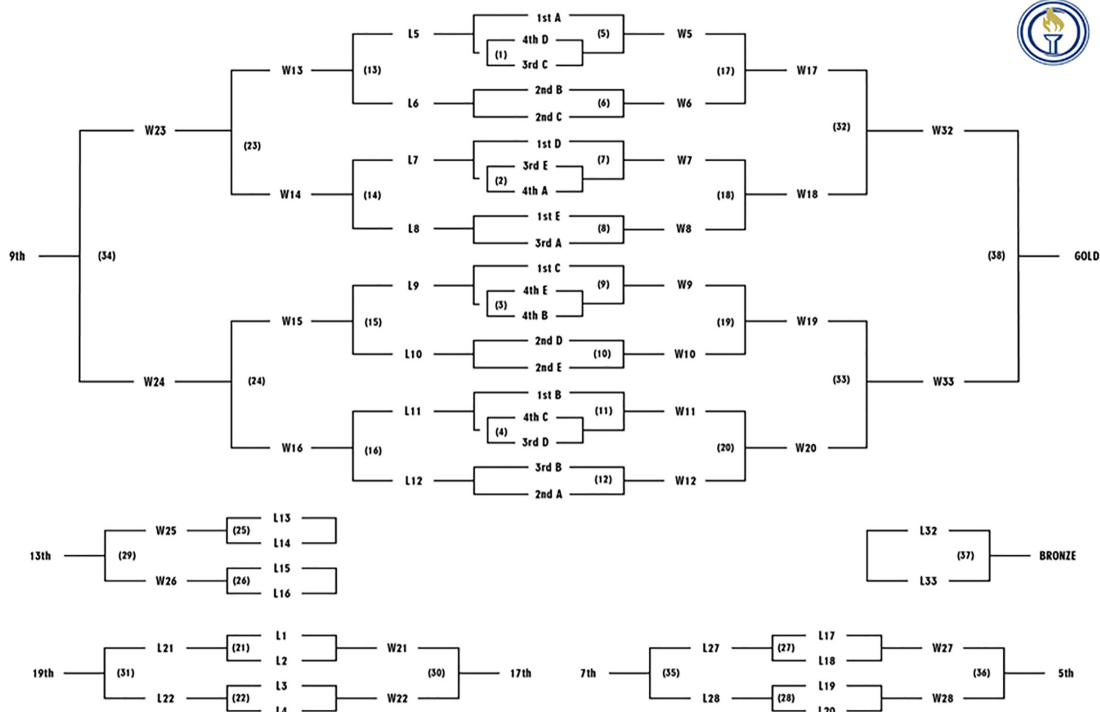 1st A
L5 (5) W5
4th D
(1)
3rd C
W13 (13) (17) W17
2nd B
L6 (6) W6
2nd C
W23 (32) W32
1st D
(23)
L7 (7) W7
3rd E
(2)
4th A
W14 (14) (18) W18
1st E
L8 (8) W8
3rd A
9th (34) (38) GOLD
1st C
L9 (9) W9
4th E
(3)
4th B
W15 (15) (19) W19
2nd D
L10 (10) W10
2nd E
W24 (24) (33) W33
1st B
L11 (11) W11
4th C
(4)
3rd D
W16 (16) (20) W20
3rd B
L12 (12) W12
2nd A
L13
W25 (25)
L14
13th (29)
L15
W26 (26)
L16
L32
(37) BRONZE
L33
L1
L21 (21) W21
L2
19th (31) (30) 17th
L3
L22 (22) W22
L4
L17
L27 (27) W27
L18
7th (35) (36) 5th
L19
L28 (28) W28
L20